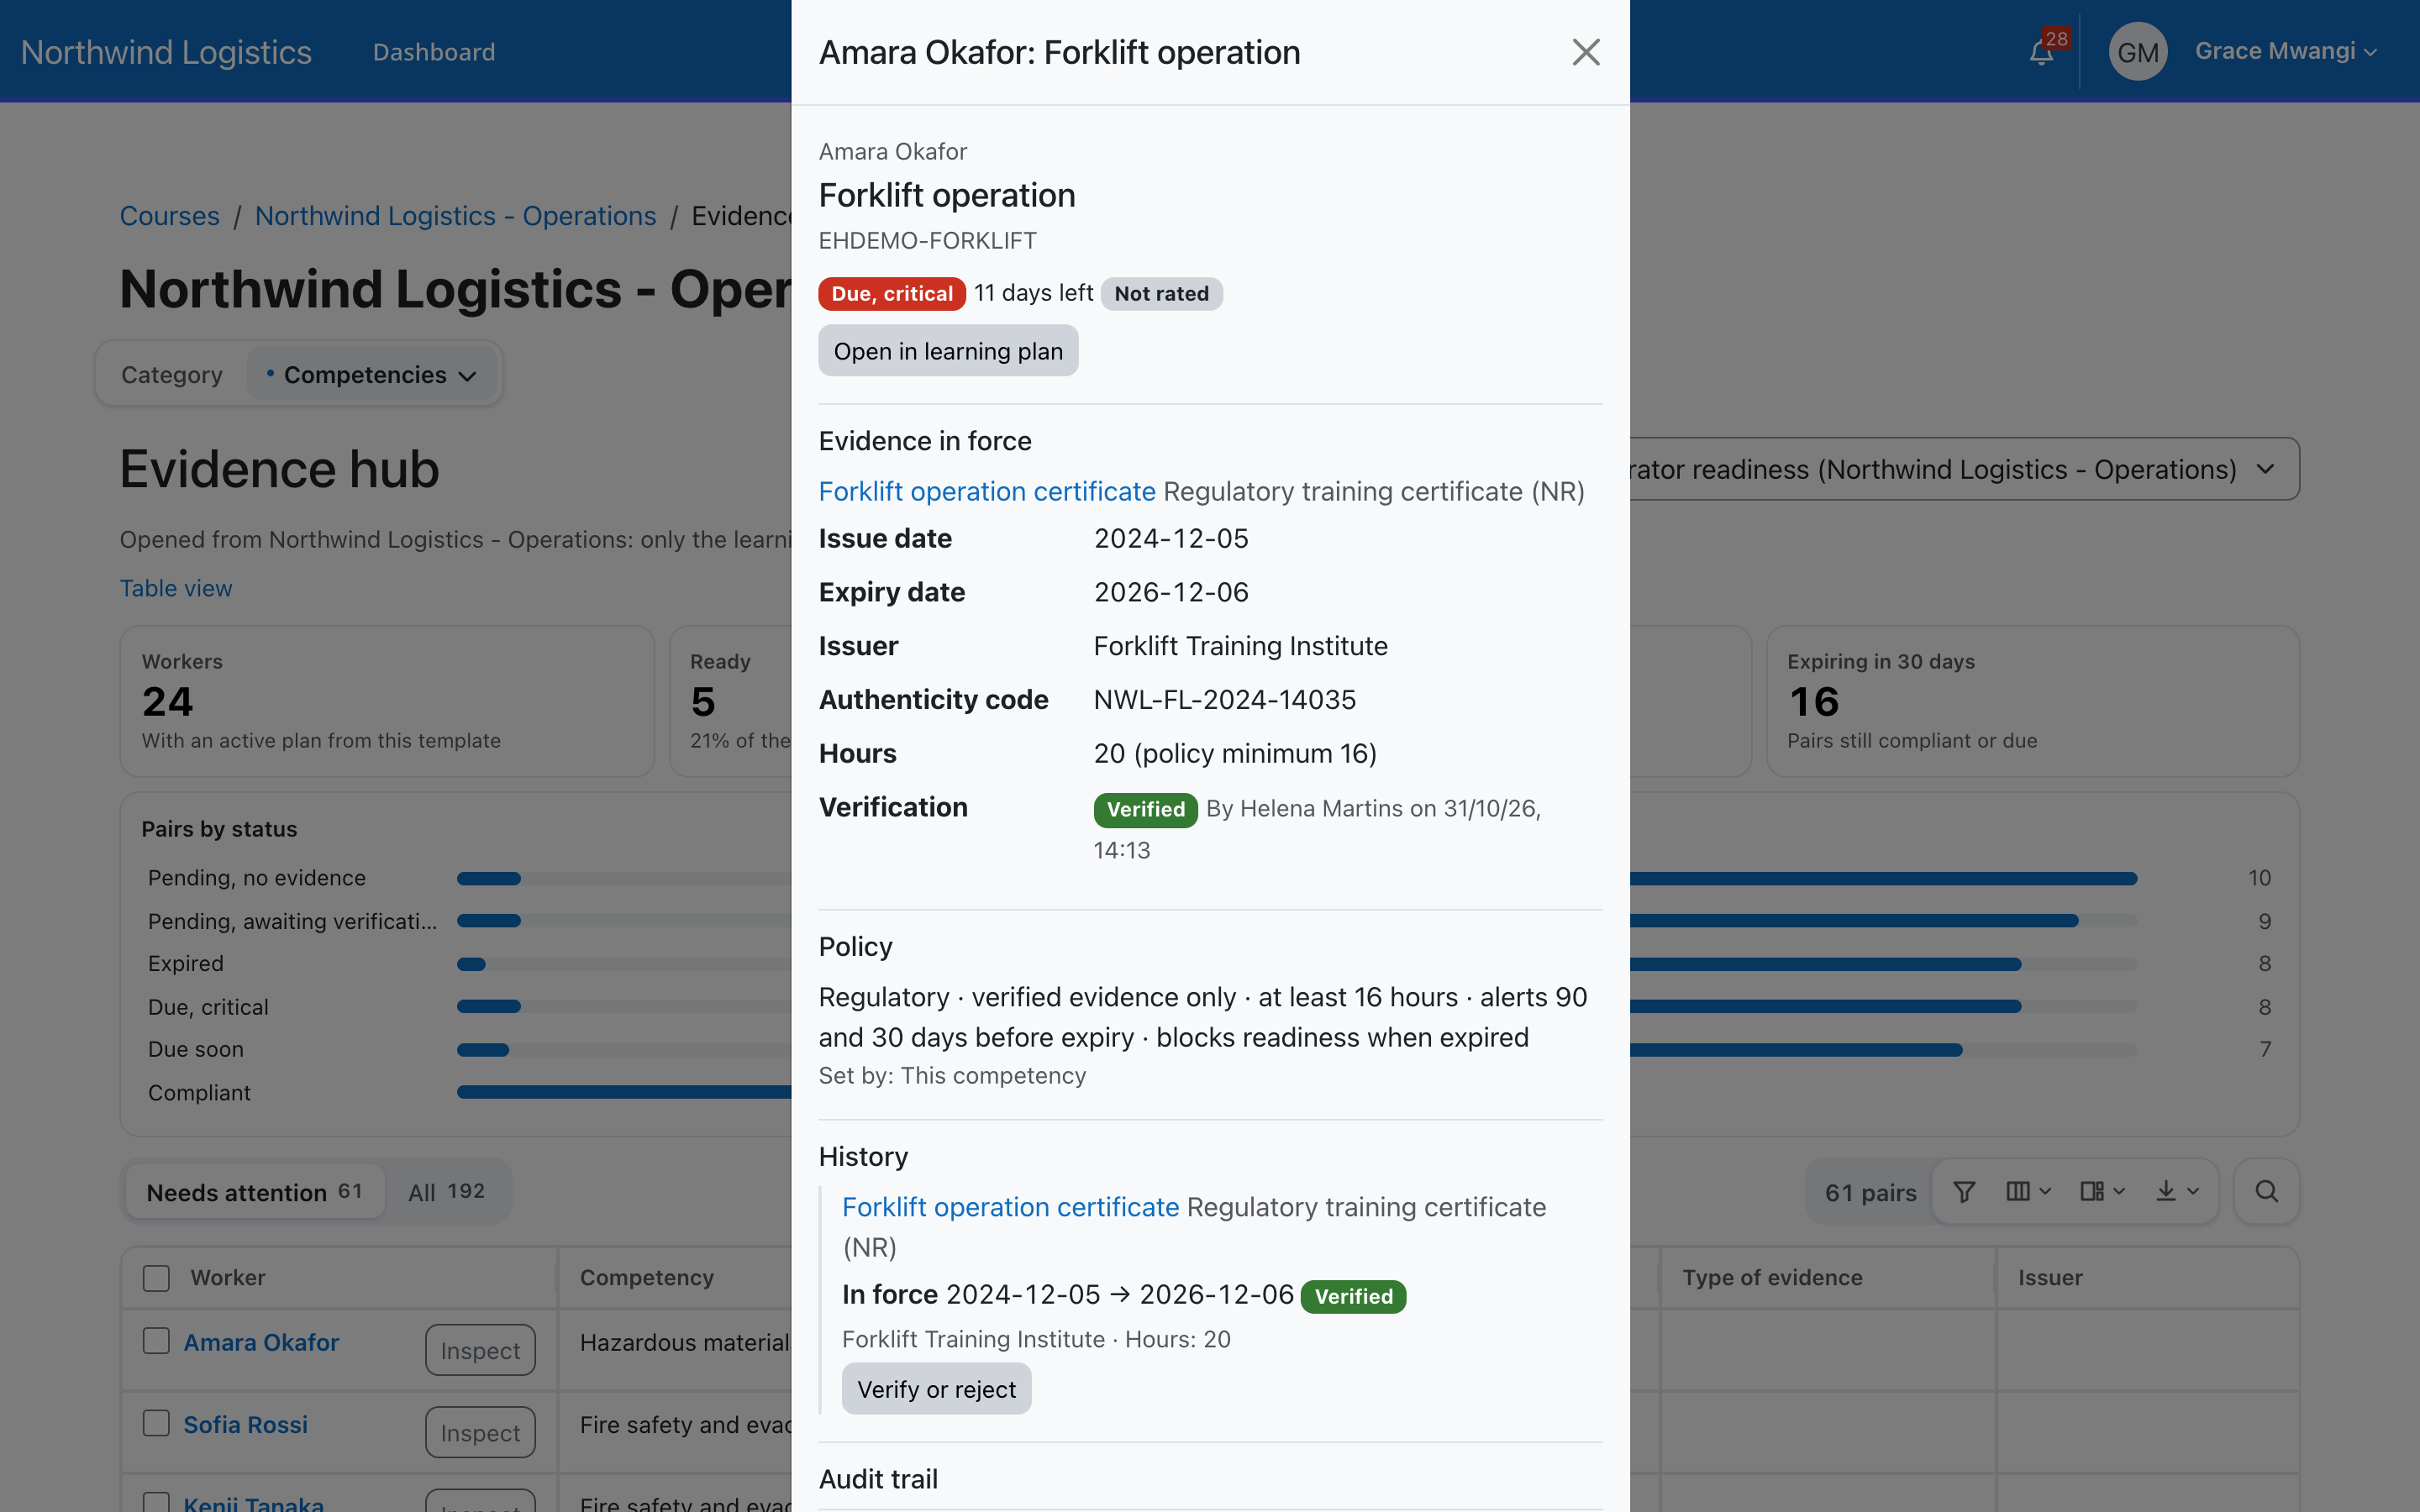 Northwind Logistics
Dashboard
28
GM
Grace Mwangi
Courses / Northwind Logistics - Operations / Evidence
Northwind Logistics - Oper
Category
Competencies
Evidence hub
rator readiness (Northwind Logistics - Operations)
Opened from Northwind Logistics - Operations: only the learni
Table view
Workers
24
With an active plan from this template
Ready
5
21% of the
Expiring in 30 days
16
Pairs still compliant or due
Pairs by status
Pending, no evidence
Pending, awaiting verificati...
Expired
Due, critical
Due soon
Compliant
10
9
8
8
7
Needs attention 61
All 192
61 pairs
Worker
Competency
Type of evidence
Issuer
Amara Okafor
Inspect
Hazardous material
Sofia Rossi
Inspect
Fire safety and evac
Kenji Tanaka
Inspect
Fire safety and evac
Amara Okafor: Forklift operation
Amara Okafor
Forklift operation
EHDEMO-FORKLIFT
Due, critical 11 days left Not rated
Open in learning plan
Evidence in force
Forklift operation certificate Regulatory training certificate (NR)
Issue date 2024-12-05
Expiry date 2026-12-06
Issuer Forklift Training Institute
Authenticity code NWL-FL-2024-14035
Hours 20 (policy minimum 16)
Verification Verified By Helena Martins on 31/10/26,
14:13
Policy
Regulatory · verified evidence only · at least 16 hours · alerts 90
and 30 days before expiry · blocks readiness when expired
Set by: This competency
History
Forklift operation certificate Regulatory training certificate
(NR)
In force 2024-12-05 → 2026-12-06 Verified
Forklift Training Institute · Hours: 20
Verify or reject
Audit trail